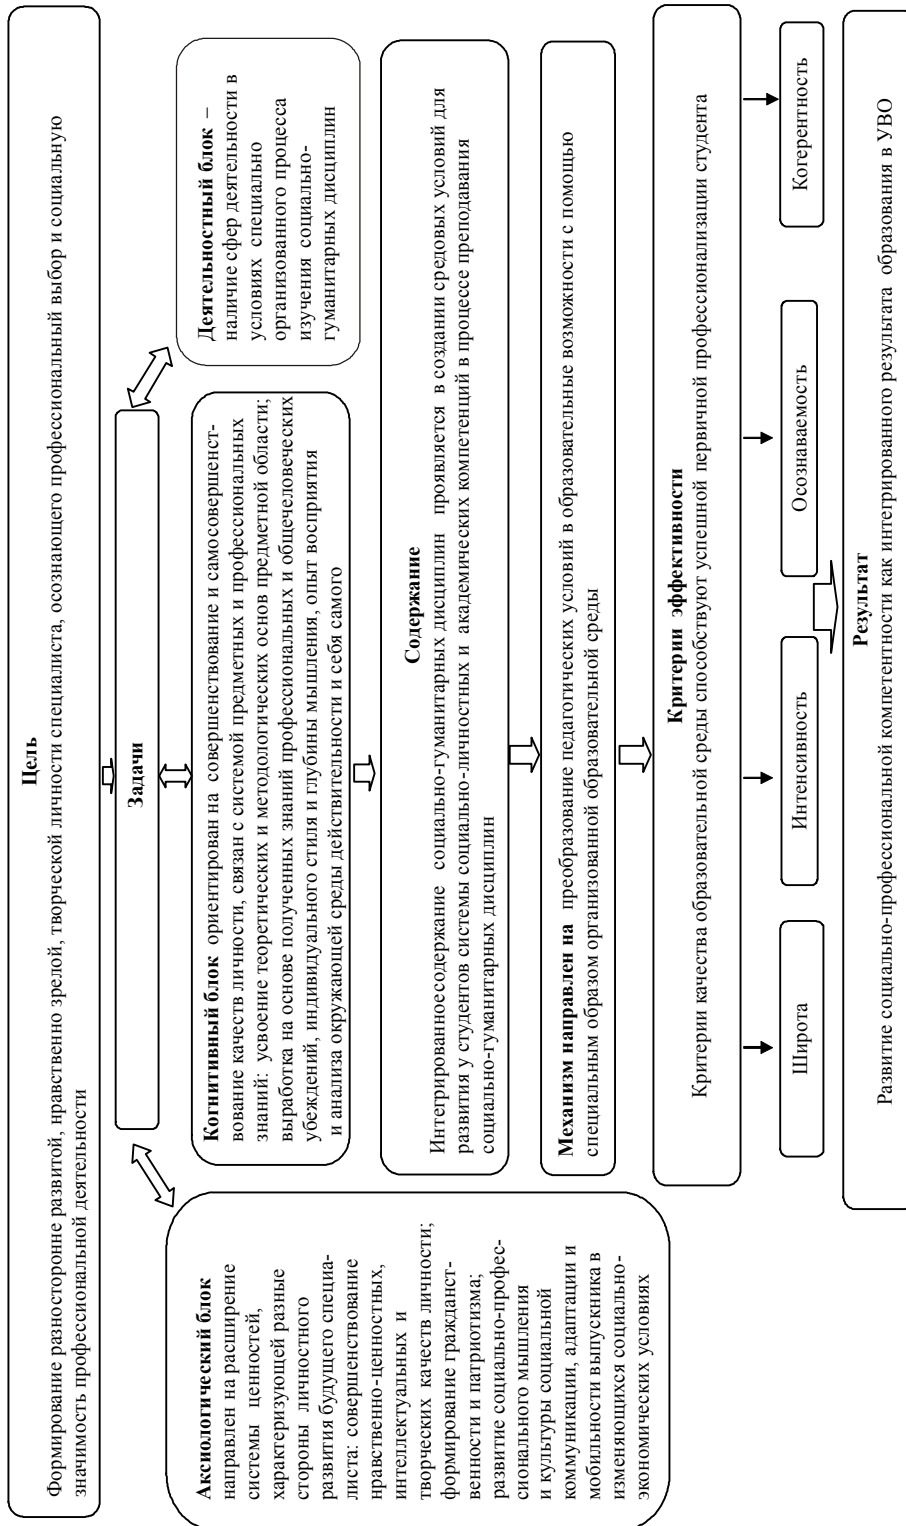 Цель
Формирование разносторонне развитой, нравственно зрелой, творческой личности специалиста, осознающего профессиональный выбор и социальную
значимость профессиональной деятельности
Задачи
Аксиологический блок
направлен на расширение
системы ценностей,
характеризующей разные
стороны личностного
развития будущего специа-
листа: совершенствование
нравственно-ценностных,
интеллектуальных и
творческих качеств личности;
формирование гражданст-
венности и патриотизма;
развитие социально-профес-
сионального мышления
и культуры социальной
коммуникации, адаптации и
мобильности выпускника в
изменяющихся социально-
экономических условиях
Когнитивный блок ориентирован на совершенствование и самосовершенст-
вование качеств личности, связан с системой предметных и профессиональных
знаний: усвоение теоретических и методологических основ предметной области;
выработка на основе полученных знаний профессиональных и общечеловеческих
убеждений, индивидуального стиля и глубины мышления, опыт восприятия
и анализа окружающей среды действительности и себя самого
Деятельностный блок –
наличие сфер деятельности в
условиях специально
организованного процесса
изучения социально-
гуманитарных дисциплин
Содержание
Интегрированноесодержание социально-гуманитарных дисциплин проявляется в создании средовых условий для
развития у студентов системы социально-личностных и академических компетенций в процессе преподавания
социально-гуманитарных дисциплин
Механизм направлен на преобразование педагогических условий в образовательные возможности с помощью
специальным образом организованной образовательной среды
Критерии эффективности
Критерии качества образовательной среды способствуют успешной первичной профессионализации студента
Широта
Интенсивность
Осознаваемость
Когерентность
Результат
Развитие социально-профессиональной компетентности как интегрированного результата образования в УВО